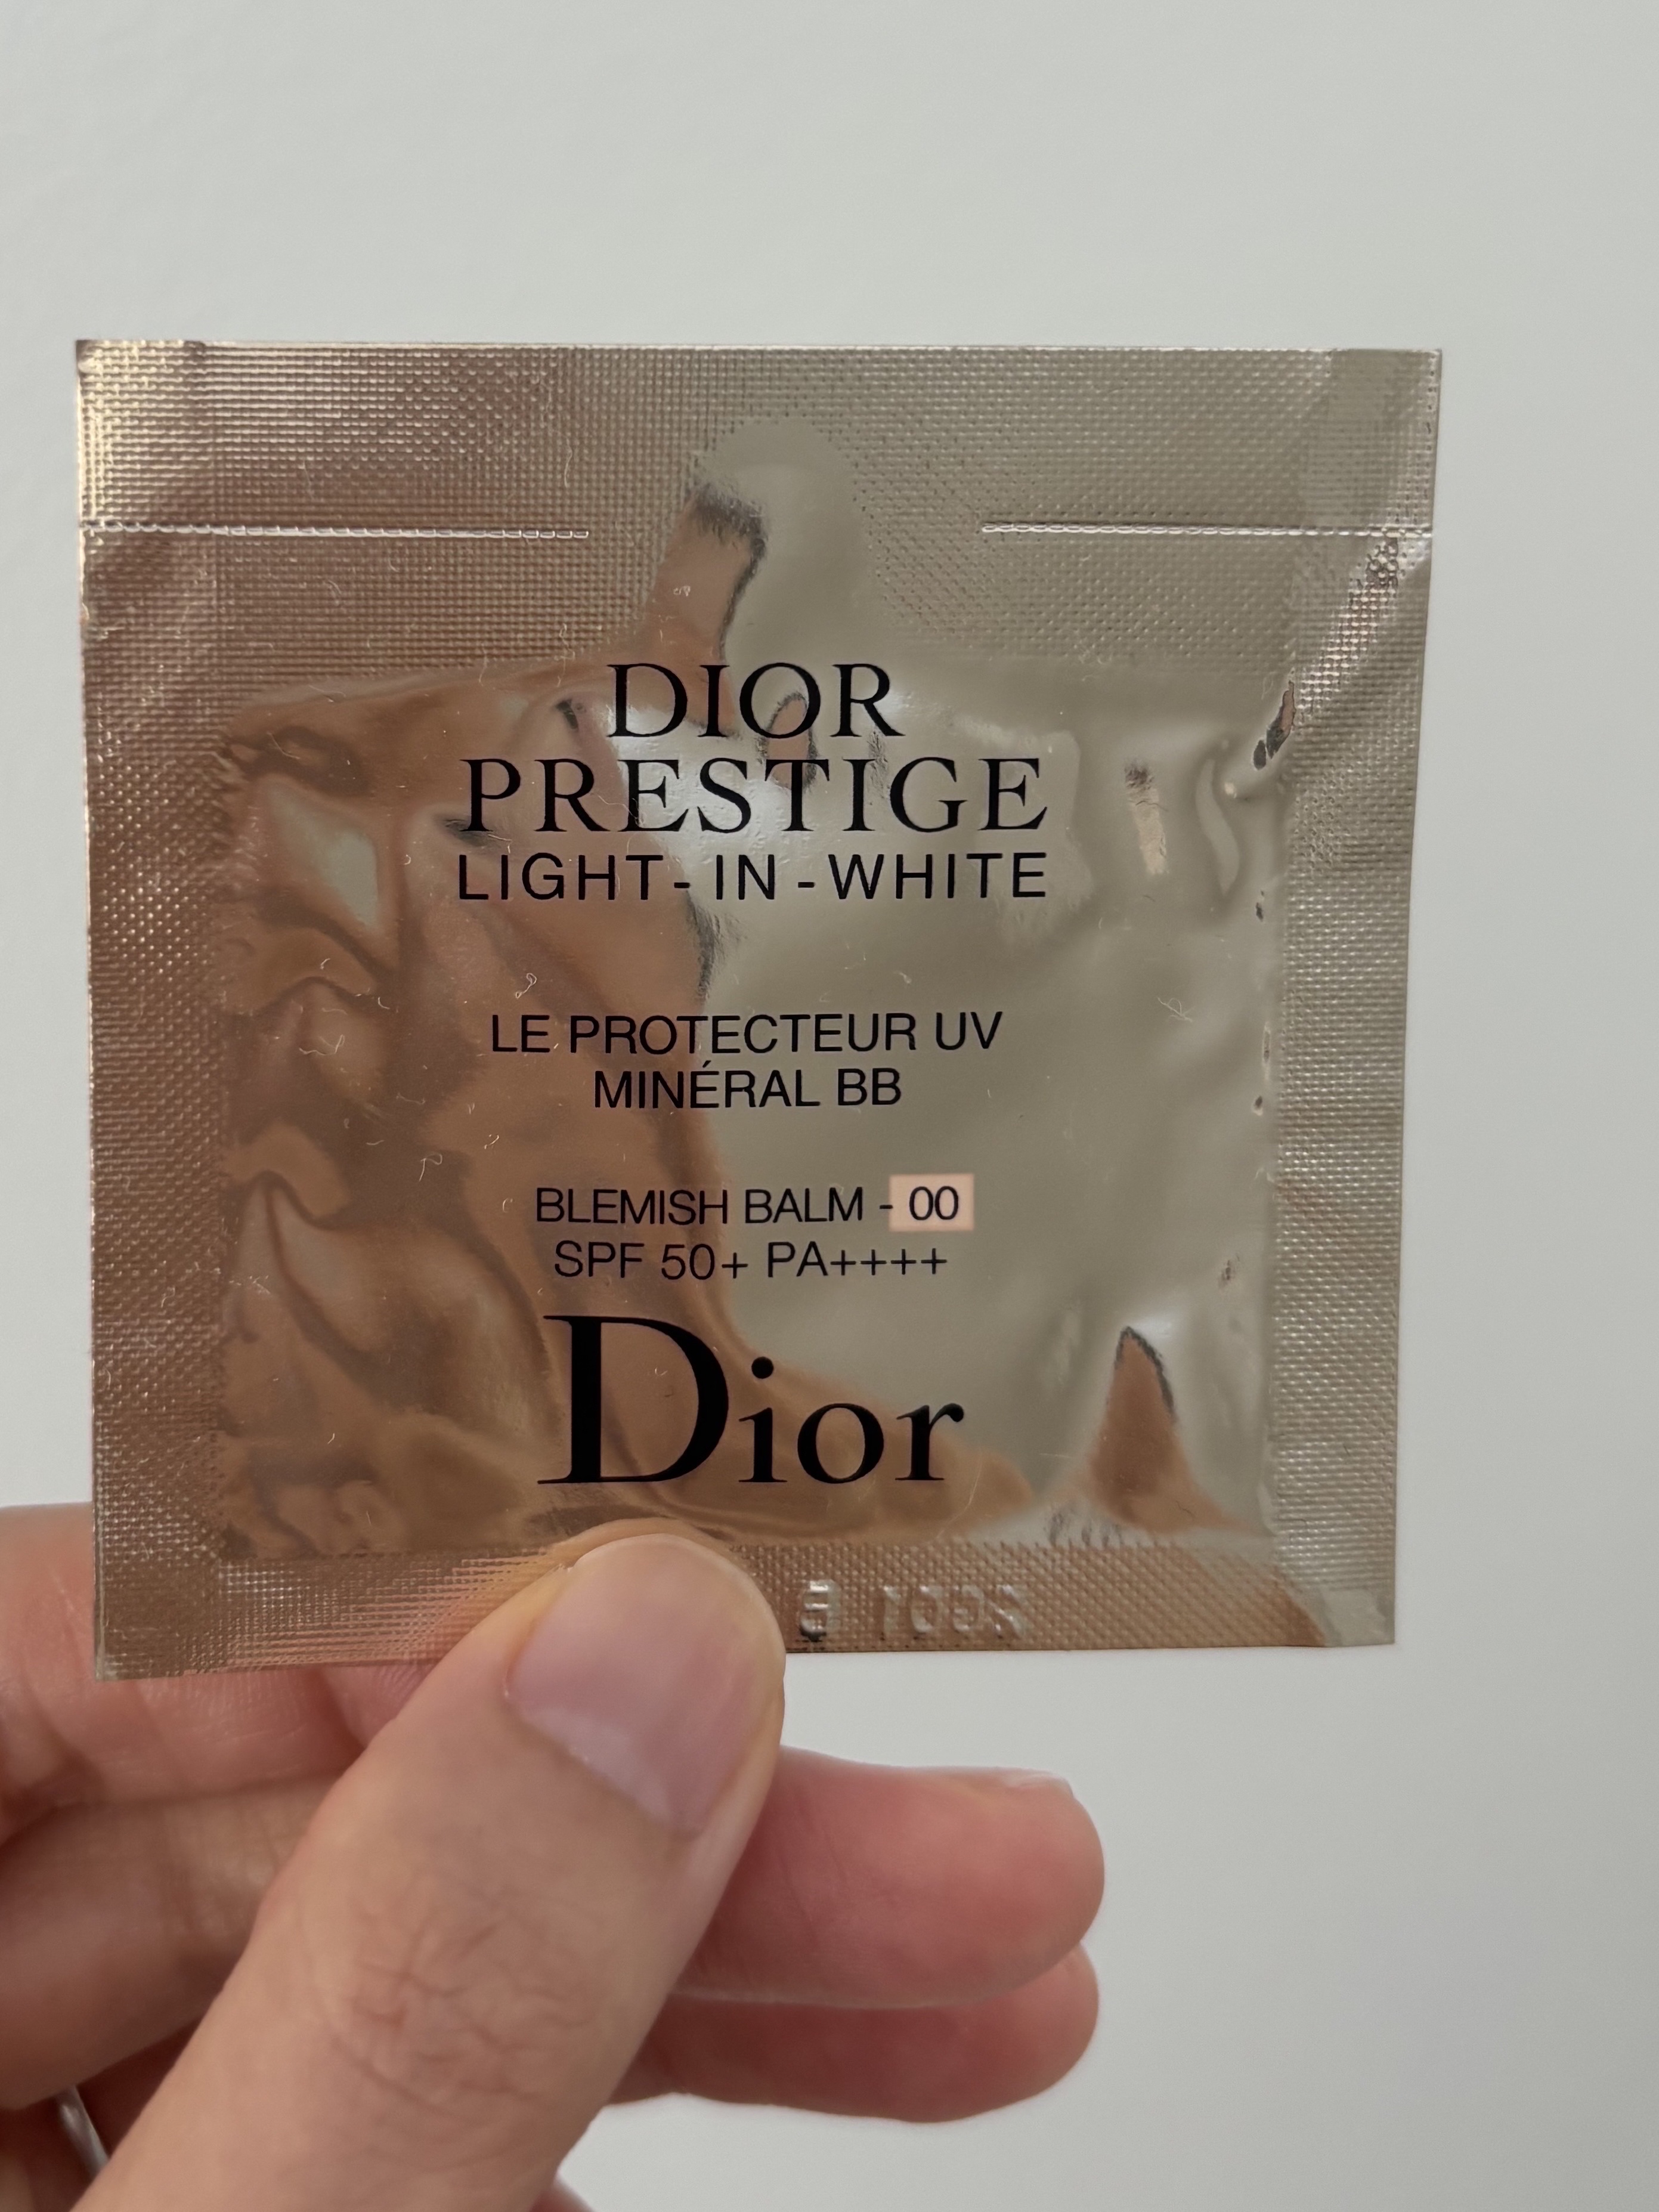 DIOR
PRESTIGE
LIGHT-IN-WHITE
LE PROTECTEUR UV
MINÉRAL BB
BLEMISH BALM - 00
SPF 50+ PA++++
Dior